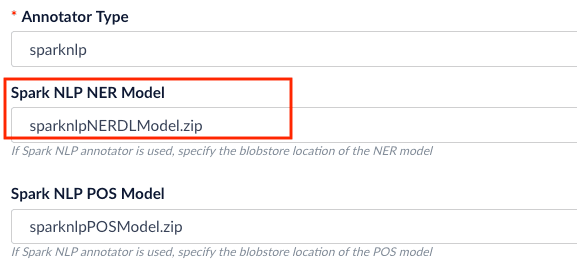 * Annotator Type
sparknlp
Spark NLP NER Model
sparknlpNERDLModel.zip
If Spark NLP annotator is used, specify the blobstore location of the NER model
Spark NLP POS Model
sparknlpPOSModel.zip
If Spark NLP annotator is used, specify the blobstore location of the POS model